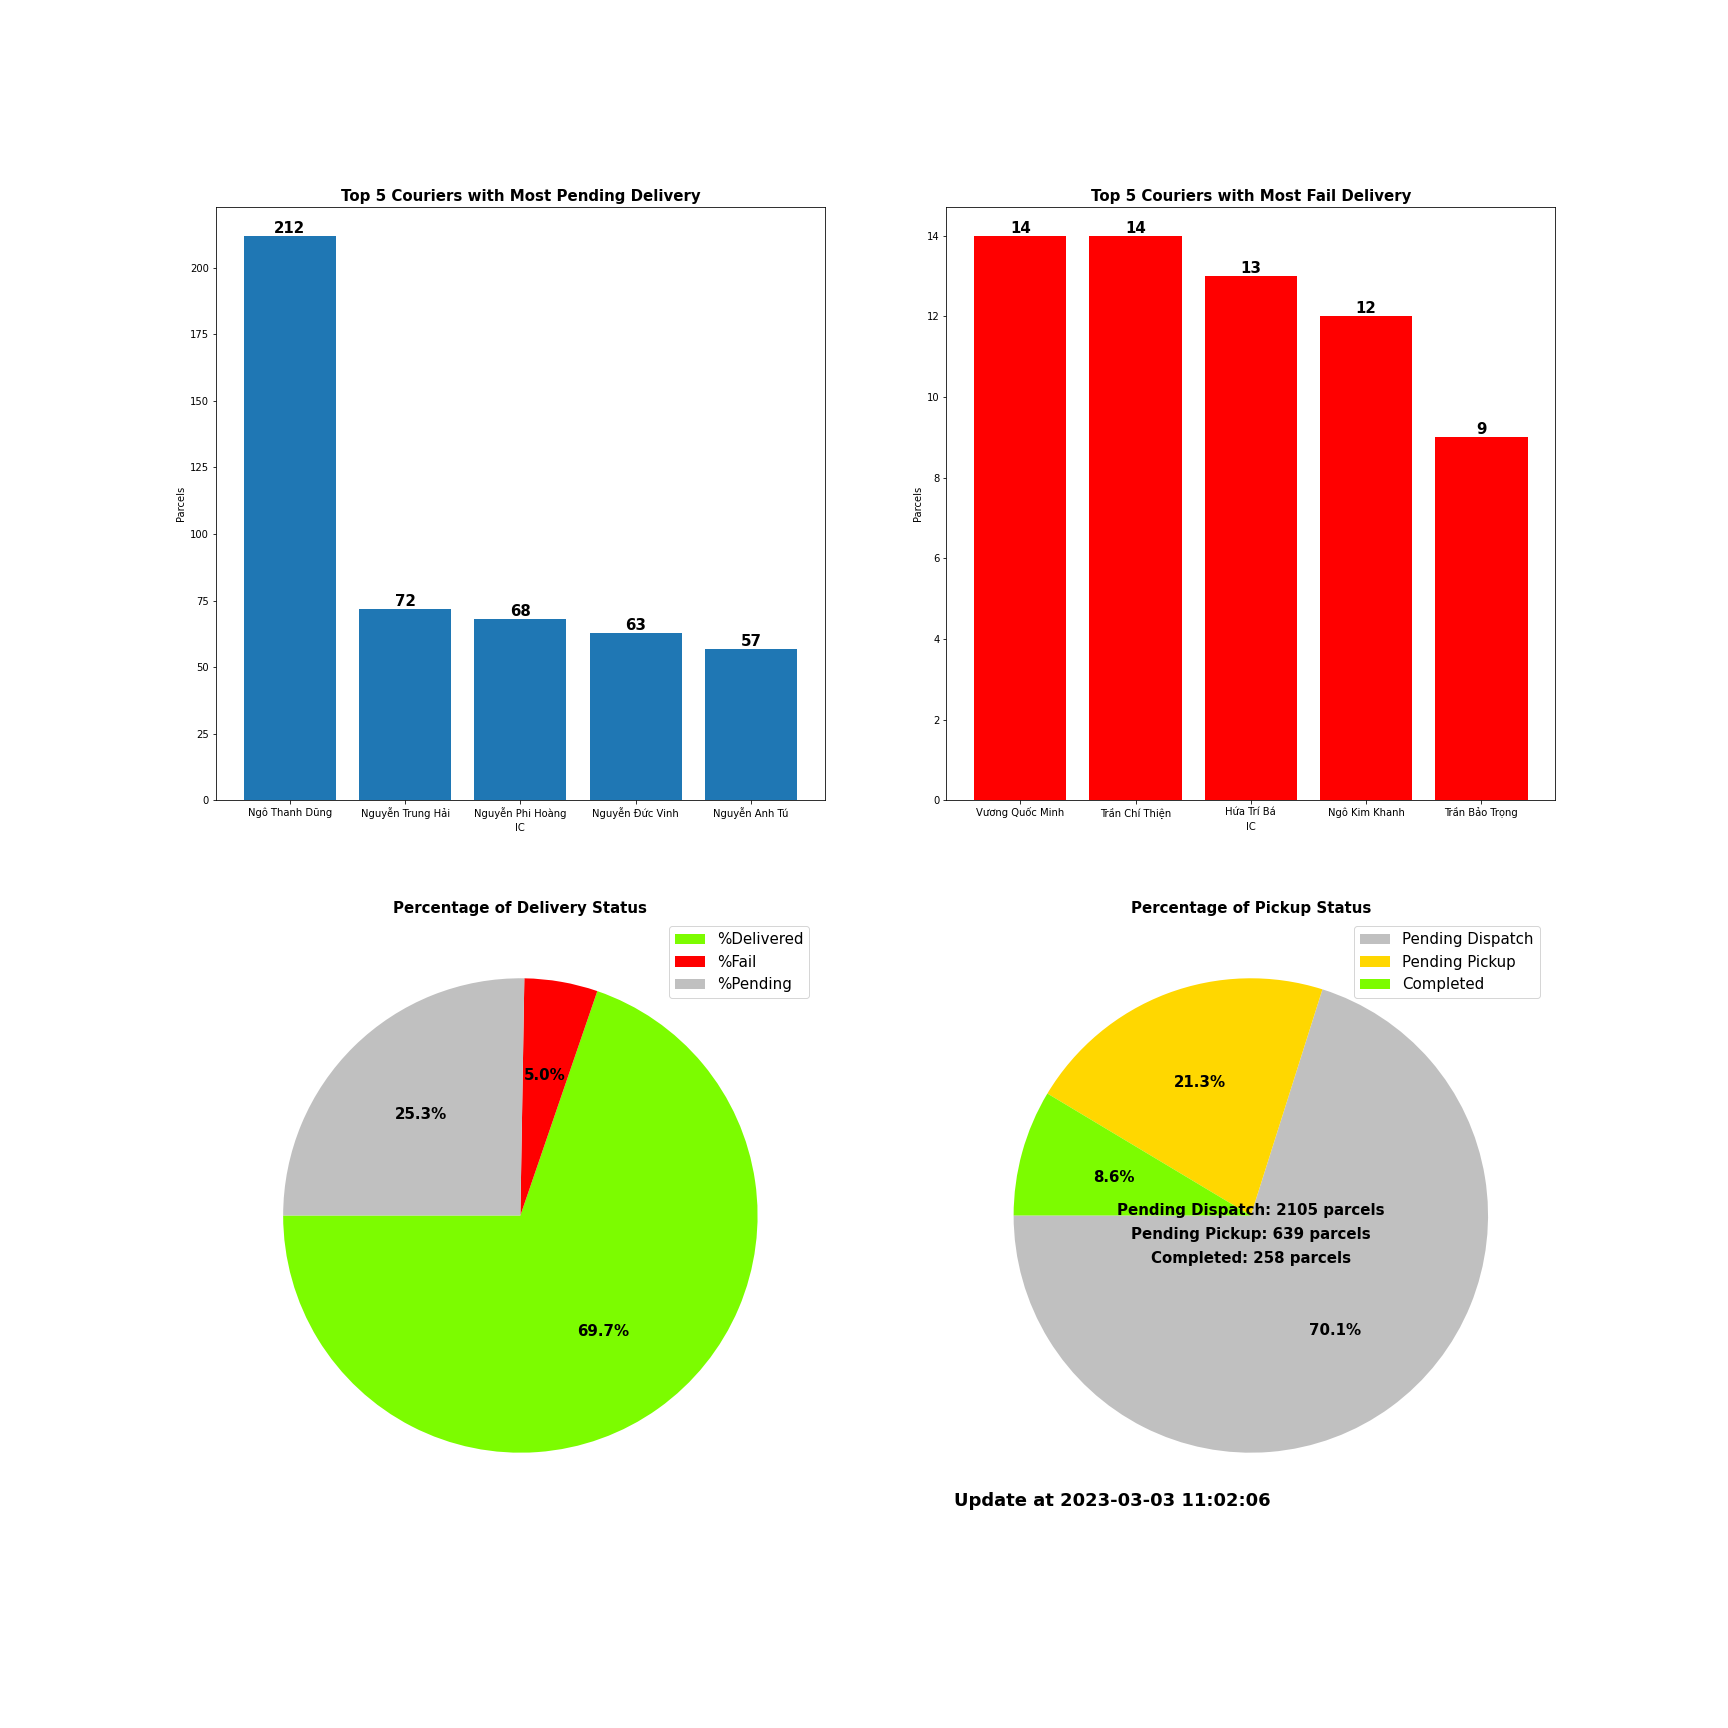 Top 5 Couriers with Most Pending Delivery
212
72
68
63
57
200
175
150
125
100
75
50
25
0
Parcels
Ngô Thanh Dũng
Nguyễn Trung Hải
Nguyễn Phi Hoàng
Nguyễn Đức Vinh
Nguyễn Anh Tú
IC
Top 5 Couriers with Most Fail Delivery
14
14
13
12
9
14
12
10
8
6
4
2
0
Parcels
Vương Quốc Minh
Trần Chí Thiện
Hứa Trí Bá
Ngô Kim Khanh
Trần Bảo Trọng
IC
Percentage of Delivery Status
%Delivered
%Fail
%Pending
5.0%
25.3%
69.7%
Percentage of Pickup Status
Pending Dispatch
Pending Pickup
Completed
21.3%
8.6%
Pending Dispatch: 2105 parcels
Pending Pickup: 639 parcels
Completed: 258 parcels
70.1%
Update at 2023-03-03 11:02:06